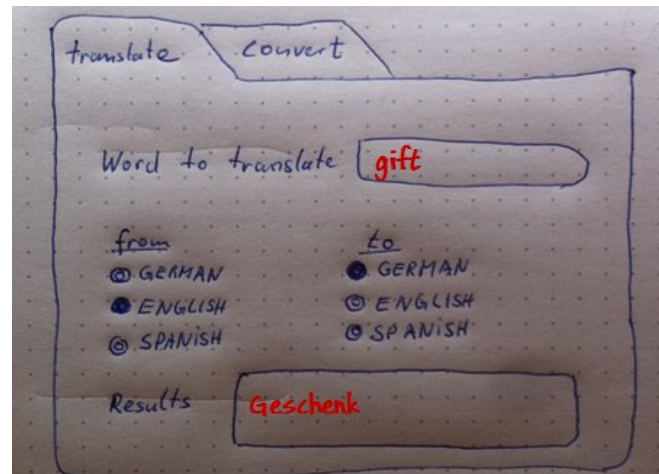 translate convert
Word to translate gift
from to
GERMAN GERMAN
ENGLISH ENGLISH
SPANISH SPANISH
Results Geschenk